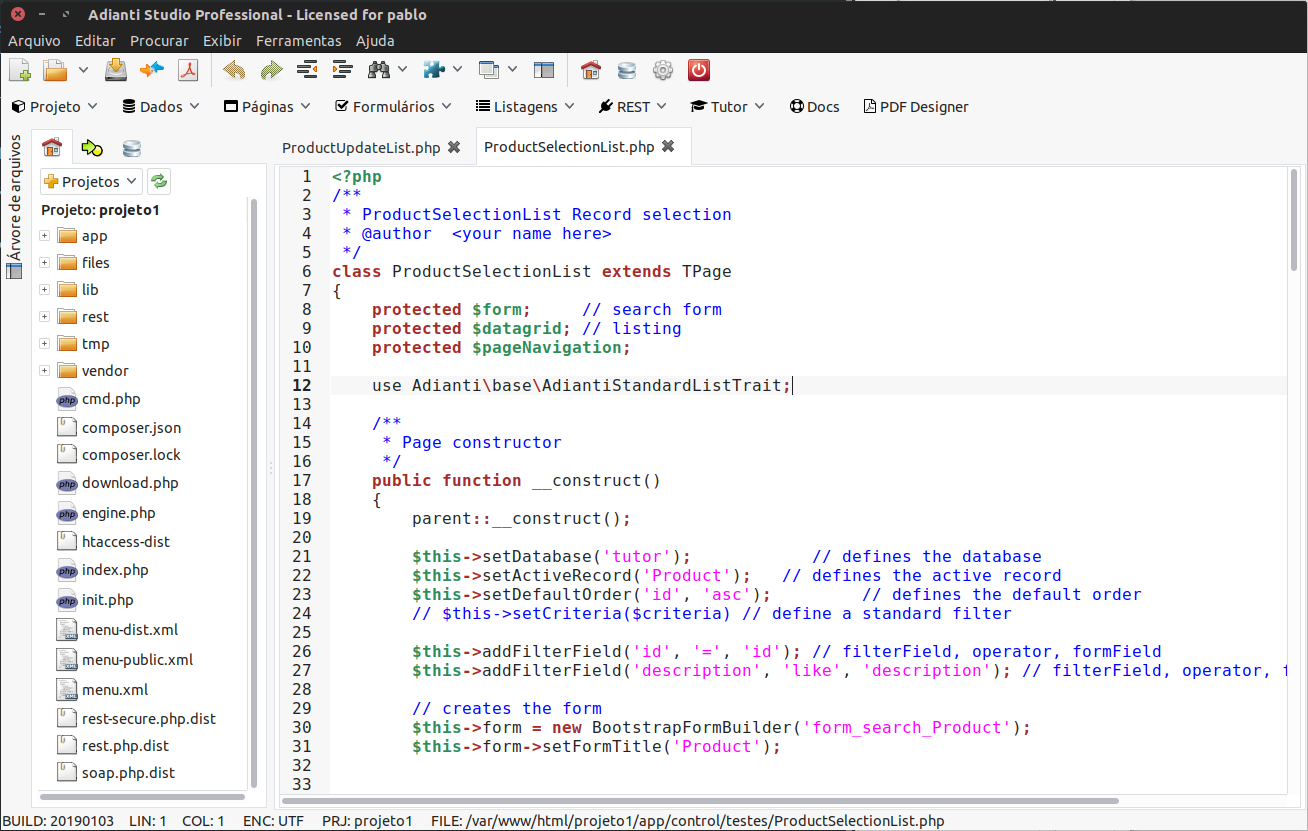 Adianti Studio Professional - Licensed for pablo
Arquivo Editar Procurar Exibir Ferramentas Ajuda
Projeto Dados Páginas Formulários Listagens REST Tutor Docs PDF Designer
Árvore de arquivos
Projetos
Projeto: projeto1
app
files
lib
rest
tmp
vendor
cmd.php
composer.json
composer.lock
download.php
engine.php
htaccess-dist
index.php
init.php
menu-dist.xml
menu-public.xml
menu.xml
rest-secure.php.dist
rest.php.dist
soap.php.dist
ProductUpdateList.php ProductSelectionList.php
1 <?php
2 /**
3  * ProductSelectionList Record selection
4  * @author  <your name here>
5  */
6 class ProductSelectionList extends TPage
7 {
8     protected $form;     // search form
9     protected $datagrid; // listing
10     protected $pageNavigation;
11
12     use Adianti\base\AdiantiStandardListTrait;
13
14     /**
15      * Page constructor
16      */
17     public function __construct()
18     {
19         parent::__construct();
20
21         $this->setDatabase('tutor');            // defines the database
22         $this->setActiveRecord('Product');   // defines the active record
23         $this->setDefaultOrder('id', 'asc');         // defines the default order
24         // $this->setCriteria($criteria) // define a standard filter
25
26         $this->addFilterField('id', '=', 'id'); // filterField, operator, formField
27         $this->addFilterField('description', 'like', 'description'); // filterField, operator, f
28
29         // creates the form
30         $this->form = new BootstrapFormBuilder('form_search_Product');
31         $this->form->setFormTitle('Product');
32
33
BUILD: 20190103 LIN: 1 COL: 1 ENC: UTF PRJ: projeto1 FILE: /var/www/html/projeto1/app/control/testes/ProductSelectionList.php